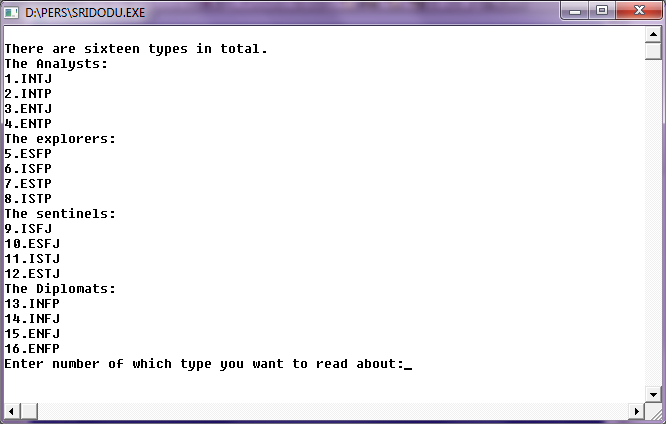 D:\PERS\SRIDODU.EXE
There are sixteen types in total.
The Analysts:
1.INTJ
2.INTP
3.ENTJ
4.ENTP
The explorers:
5.ESFP
6.ISFP
7.ESTP
8.ISTP
The sentinels:
9.ISFJ
10.ESFJ
11.ISTJ
12.ESTJ
The Diplomats:
13.INFP
14.INFJ
15.ENFJ
16.ENFP
Enter number of which type you want to read about:_